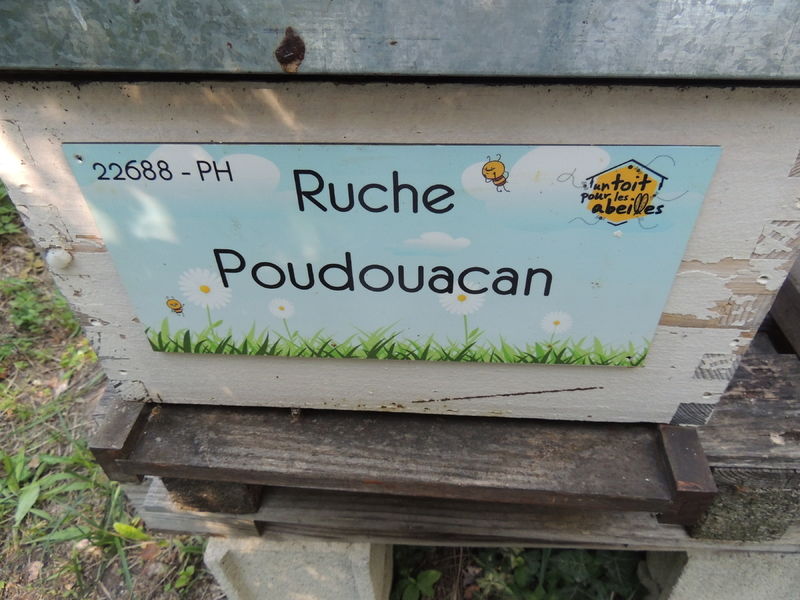 22688 - PH
Ruche
Poudouacan
un toit
pour les
abeilles